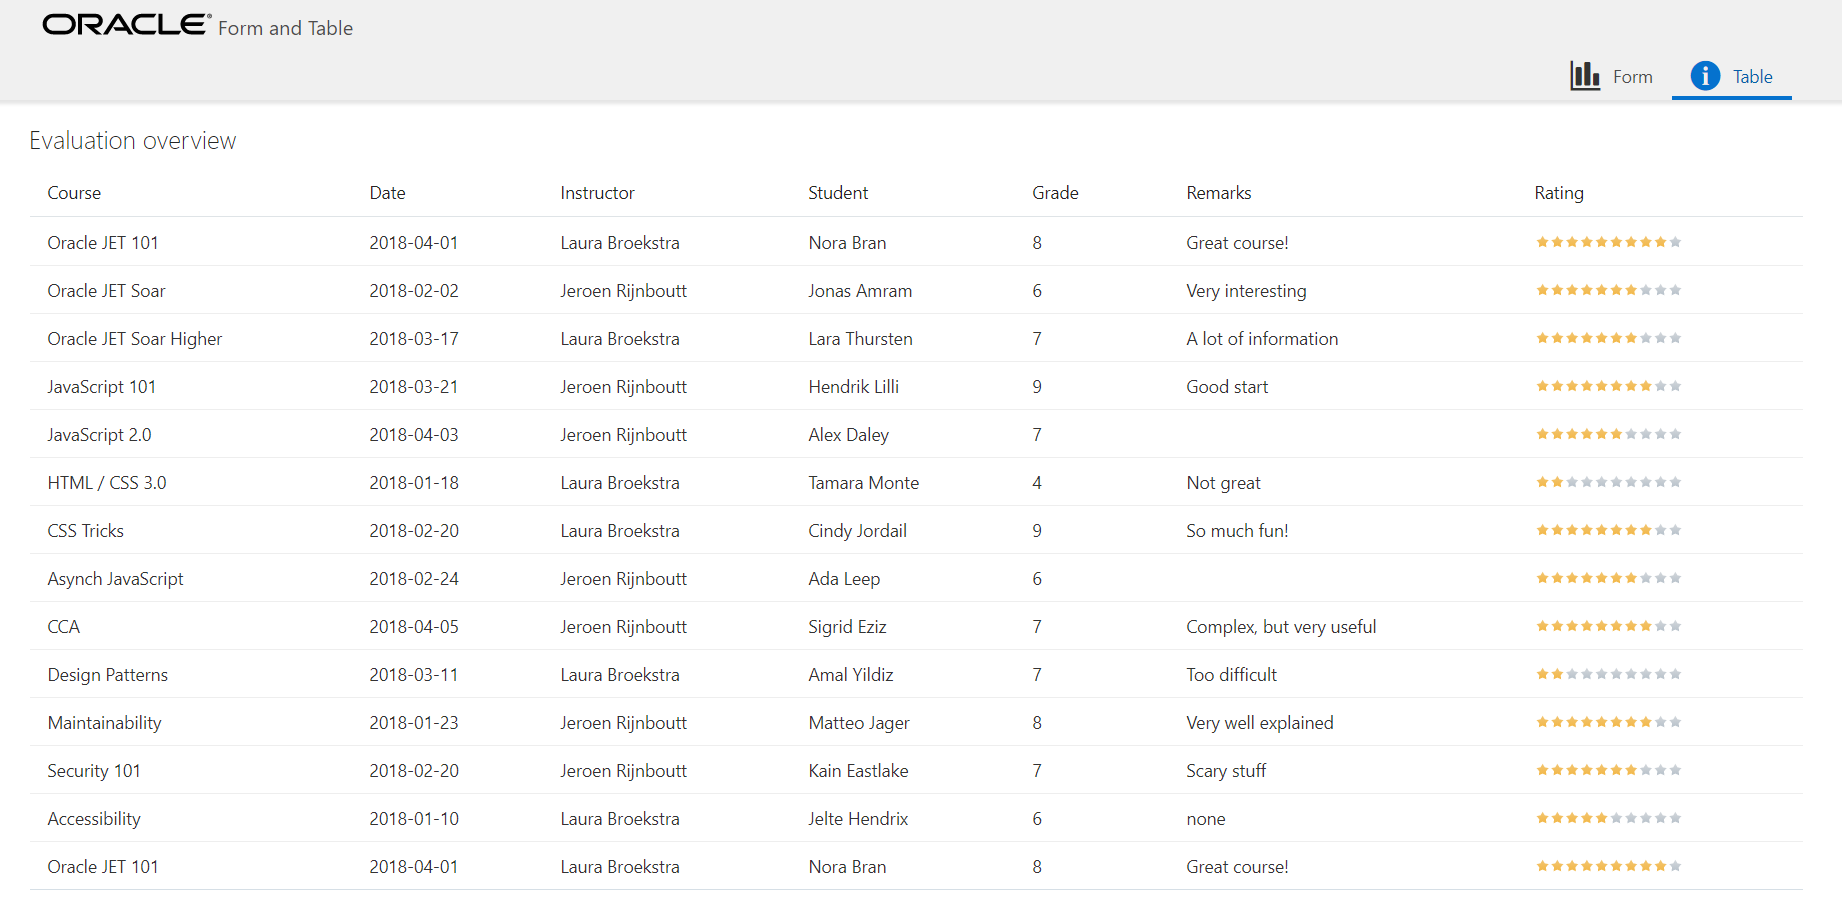 ORACLE® Form and Table
Form Table
Evaluation overview
Course Date Instructor Student Grade Remarks Rating
Oracle JET 101 2018-04-01 Laura Broekstra Nora Bran 8 Great course!
Oracle JET Soar 2018-02-02 Jeroen Rijnboutt Jonas Amram 6 Very interesting
Oracle JET Soar Higher 2018-03-17 Laura Broekstra Lara Thursten 7 A lot of information
JavaScript 101 2018-03-21 Jeroen Rijnboutt Hendrik Lilli 9 Good start
JavaScript 2.0 2018-04-03 Jeroen Rijnboutt Alex Daley 7
HTML / CSS 3.0 2018-01-18 Laura Broekstra Tamara Monte 4 Not great
CSS Tricks 2018-02-20 Laura Broekstra Cindy Jordail 9 So much fun!
Asynch JavaScript 2018-02-24 Jeroen Rijnboutt Ada Leep 6
CCA 2018-04-05 Jeroen Rijnboutt Sigrid Eziz 7 Complex, but very useful
Design Patterns 2018-03-11 Laura Broekstra Amal Yildiz 7 Too difficult
Maintainability 2018-01-23 Jeroen Rijnboutt Matteo Jager 8 Very well explained
Security 101 2018-02-20 Jeroen Rijnboutt Kain Eastlake 7 Scary stuff
Accessibility 2018-01-10 Laura Broekstra Jelte Hendrix 6 none
Oracle JET 101 2018-04-01 Laura Broekstra Nora Bran 8 Great course!